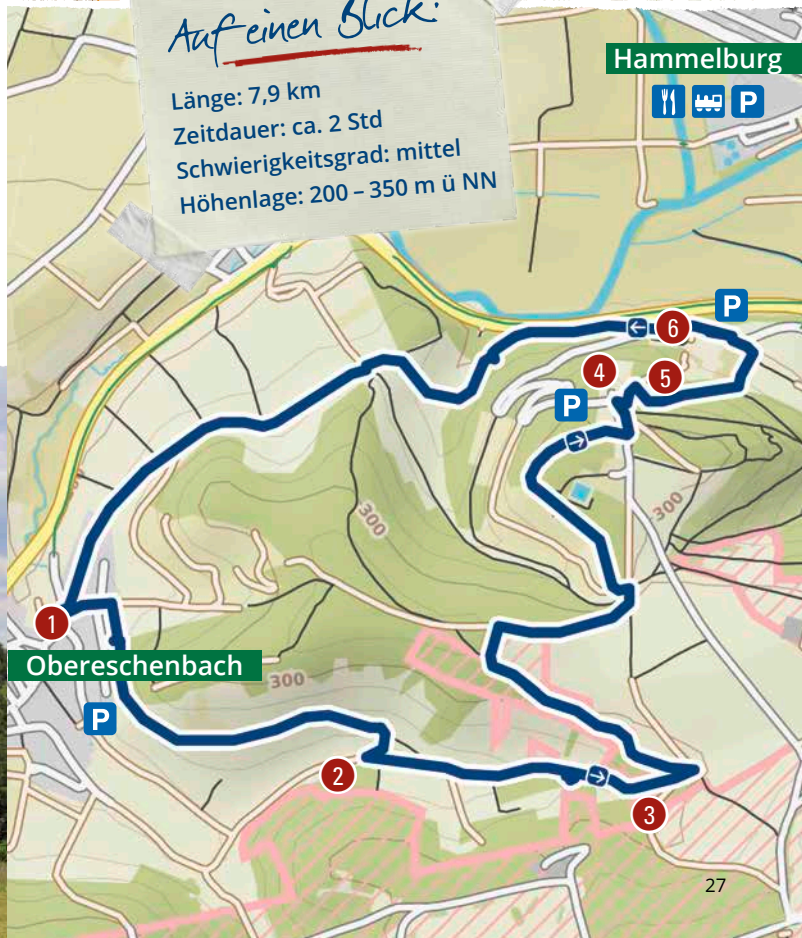 Auf einen Blick:
Länge: 7,9 km
Zeitdauer: ca. 2 Std
Schwierigkeitsgrad: mittel
Höhenlage: 200 – 350 m ü NN
Hammelburg
P
P
6
4
5
P
300
300
1
Obereschenbach
300
P
2
3
27